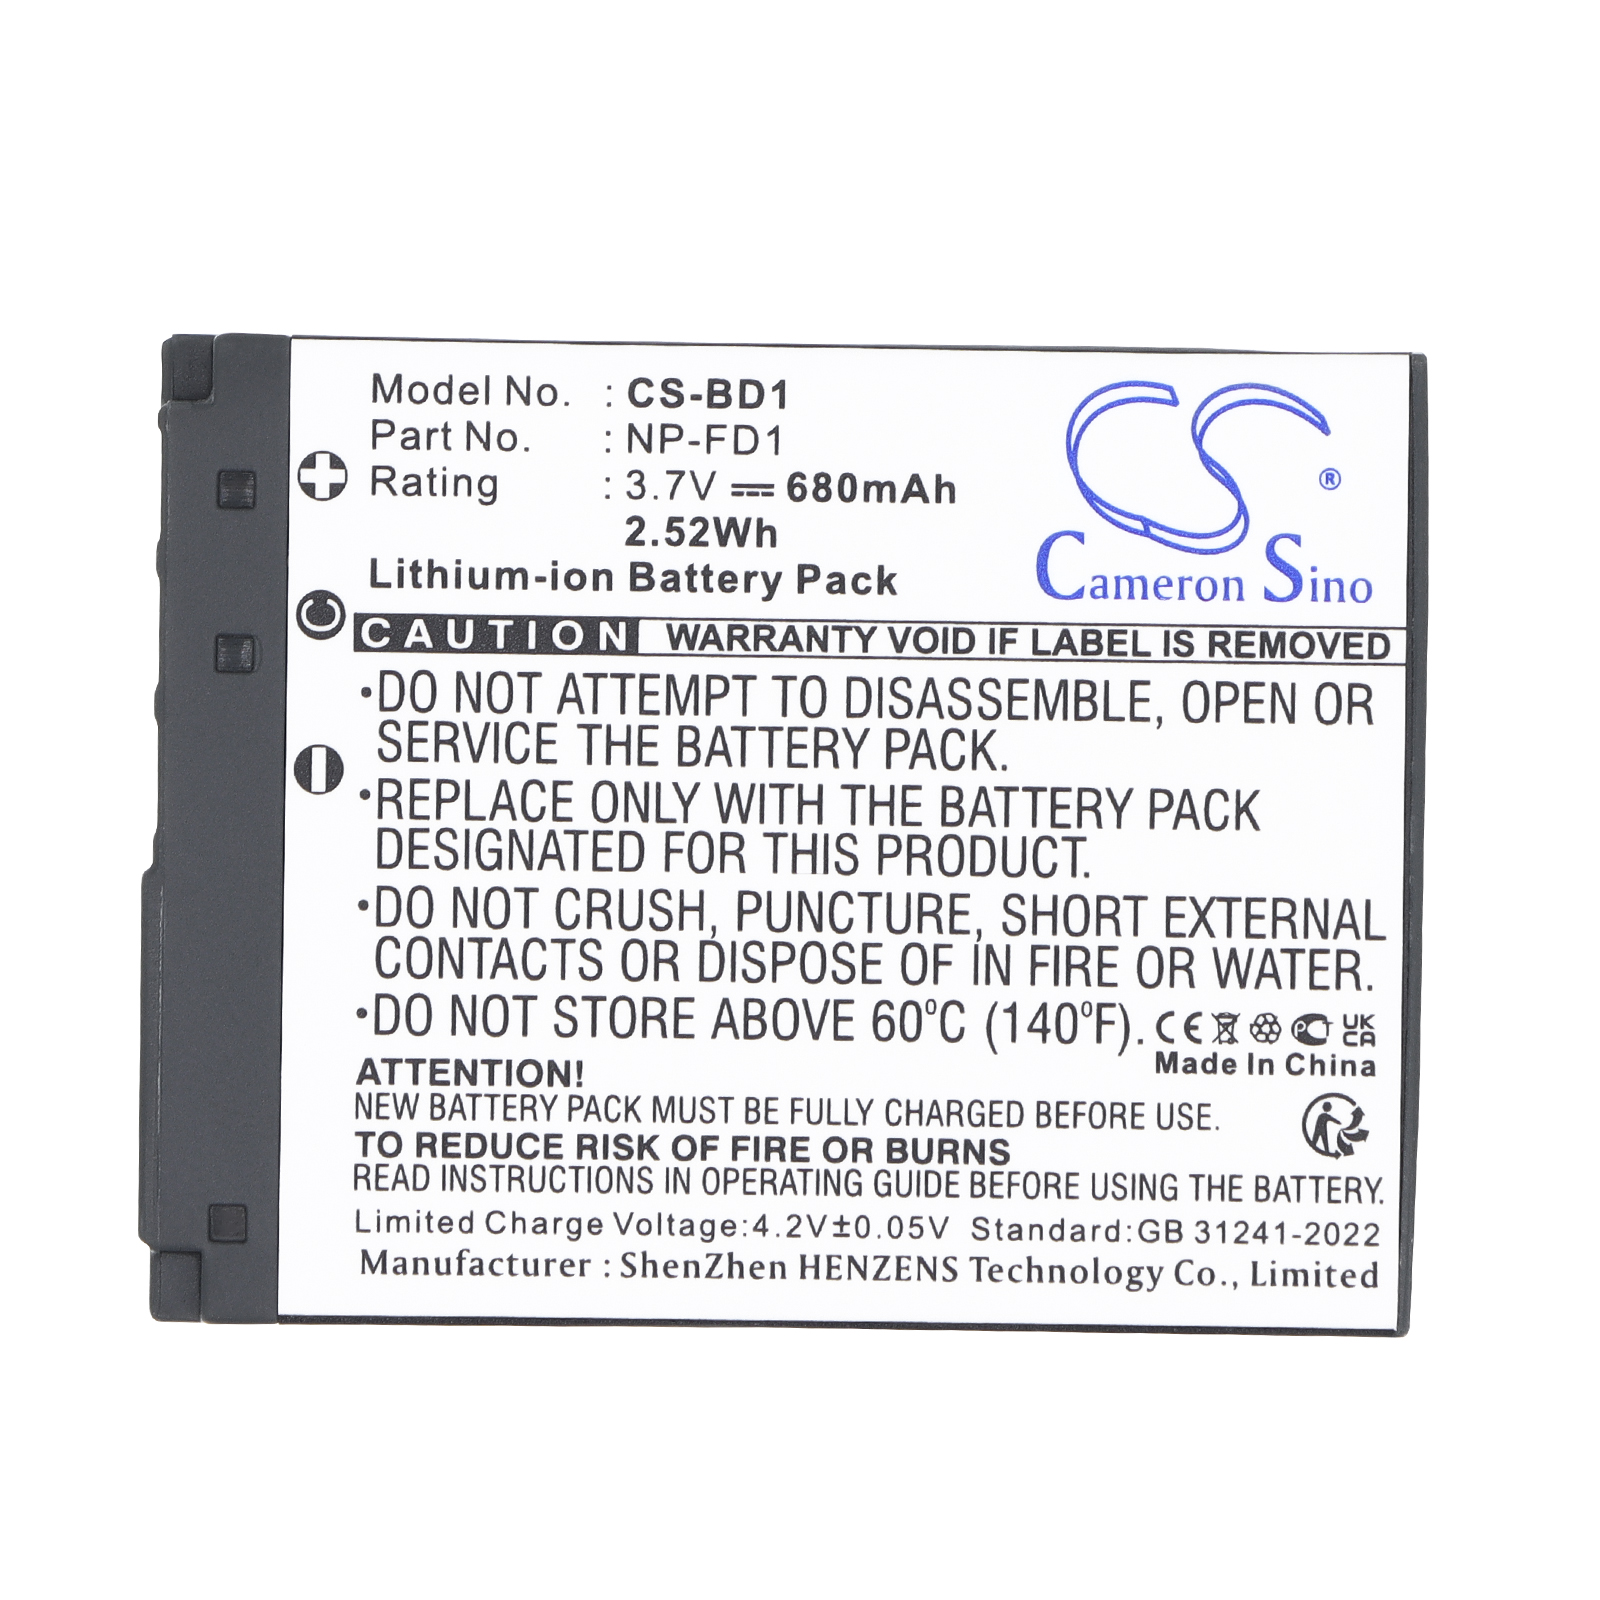 Model No. : CS-BD1
Part No. : NP-FD1
Rating : 3.7V 680mAh
2.52Wh
Lithium-ion Battery Pack
CS ®
Cameron Sino
C
CAUTION WARRANTY VOID IF LABEL IS REMOVED
•DO NOT ATTEMPT TO DISASSEMBLE, OPEN OR
SERVICE THE BATTERY PACK.
•REPLACE ONLY WITH THE BATTERY PACK
DESIGNATED FOR THIS PRODUCT.
•DO NOT CRUSH, PUNCTURE, SHORT EXTERNAL
CONTACTS OR DISPOSE OF IN FIRE OR WATER.
•DO NOT STORE ABOVE 60°C (140°F). CE UK
CA
Made In China
ATTENTION!
NEW BATTERY PACK MUST BE FULLY CHARGED BEFORE USE.
TO REDUCE RISK OF FIRE OR BURNS
READ INSTRUCTIONS IN OPERATING GUIDE BEFORE USING THE BATTERY.
Limited Charge Voltage:4.2V±0.05V Standard:GB 31241-2022
Manufacturer : ShenZhen HENZENS Technology Co., Limited